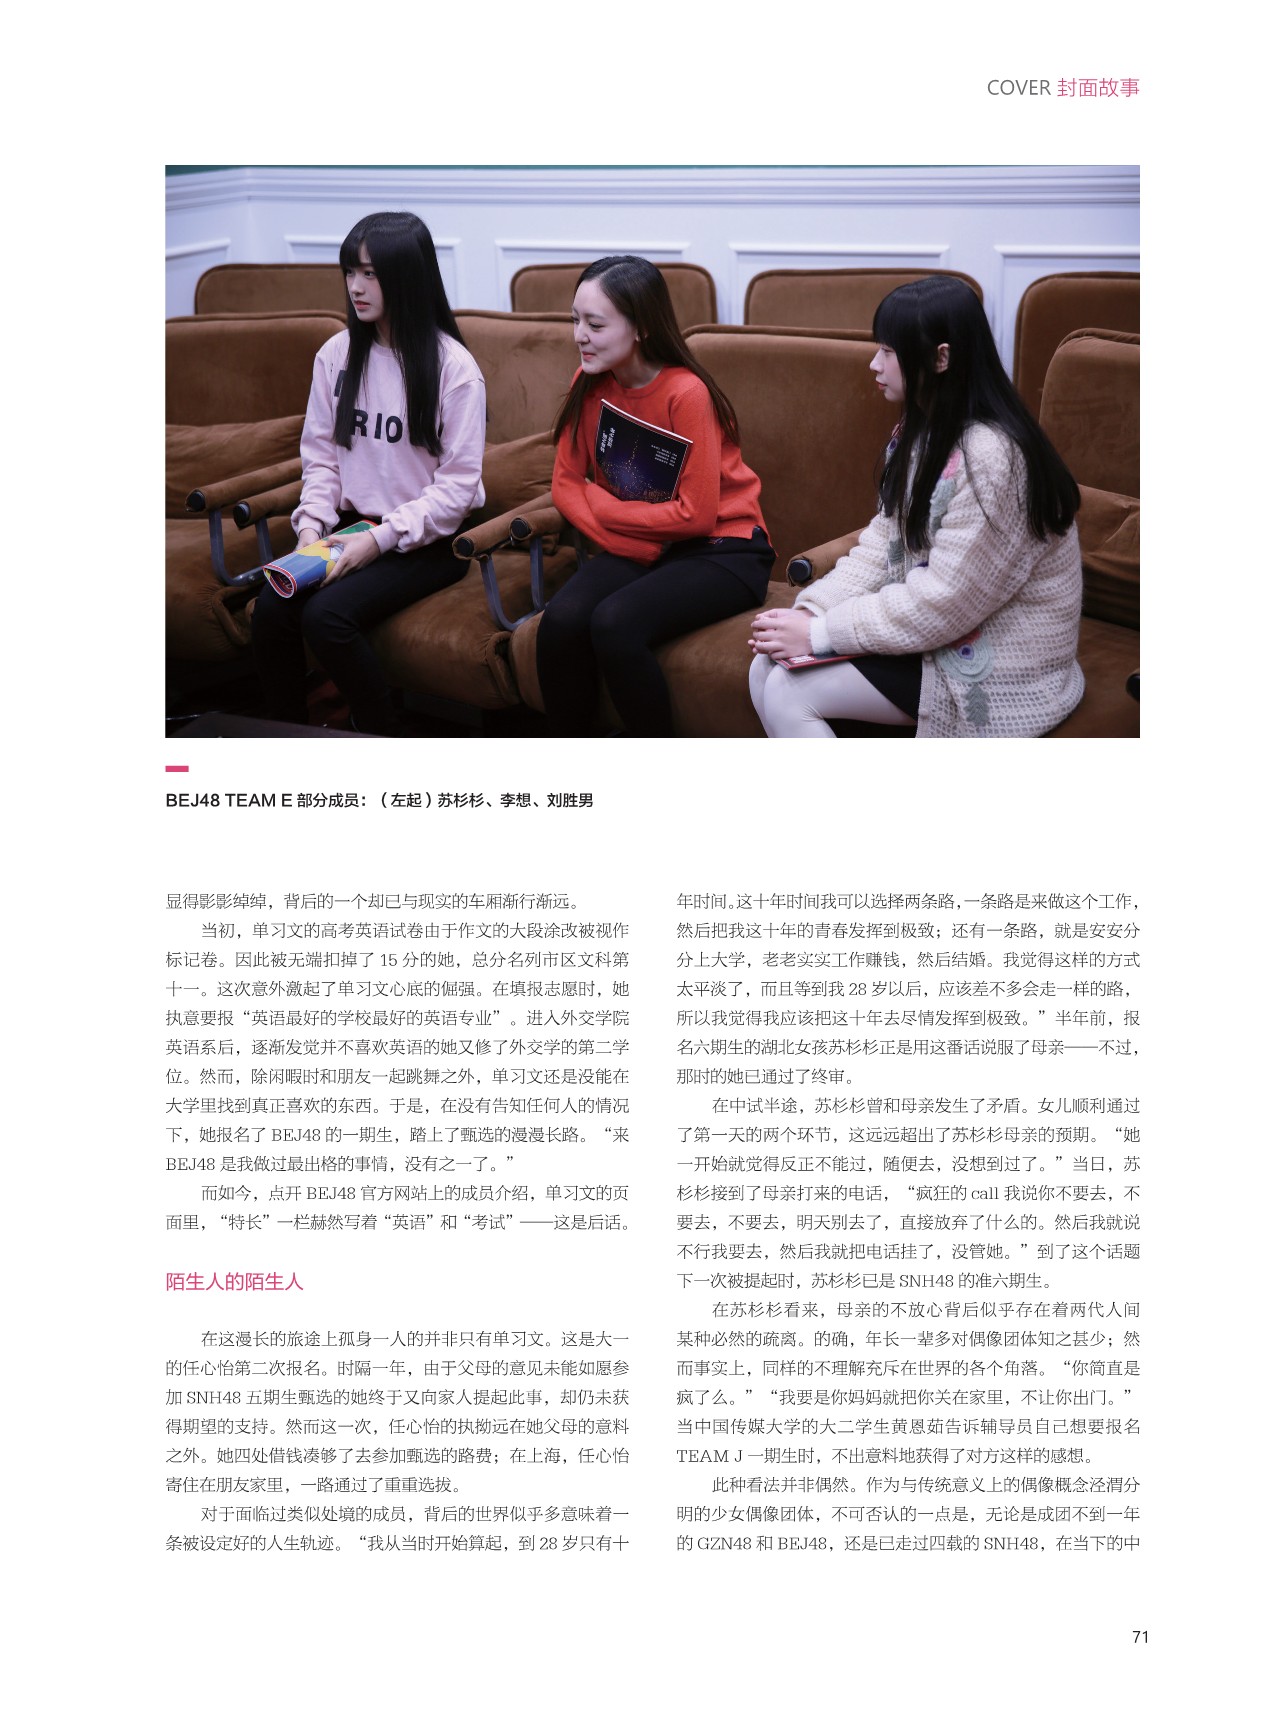 COVER 封面故事
RIO
BEJ48 TEAM E 部分成员：（左起）苏杉杉、李想、刘胜男
显得影影绰绰，背后的一个却已与现实的车厢渐行渐远。
当初，单习文的高考英语试卷由于作文的大段涂改被视作
标记卷。因此被无端扣掉了 15 分的她，总分名列市区文科第
十一。这次意外激起了单习文心底的倔强。在填报志愿时，她
执意要报“英语最好的学校最好的英语专业”。进入外交学院
英语系后，逐渐发觉并不喜欢英语的她又修了外交学的第二学
位。然而，除闲暇时和朋友一起跳舞之外，单习文还是没能在
大学里找到真正喜欢的东西。于是，在没有告知任何人的情况
下，她报名了 BEJ48 的一期生，踏上了甄选的漫漫长路。“来
BEJ48 是我做过最出格的事情，没有之一了。”
而如今，点开 BEJ48 官方网站上的成员介绍，单习文的页
面里，“特长”一栏赫然写着“英语”和“考试”——这是后话。
陌生人的陌生人
在这漫长的旅途上孤身一人的并非只有单习文。这是大一
的任心怡第二次报名。时隔一年，由于父母的意见未能如愿参
加 SNH48 五期生甄选的她终于又向家人提起此事，却仍未获
得期望的支持。然而这一次，任心怡的执拗远在她父母的意料
之外。她四处借钱凑够了去参加甄选的路费；在上海，任心怡
寄住在朋友家里，一路通过了重重选拔。
对于面临过类似处境的成员，背后的世界似乎多意味着一
条被设定好的人生轨迹。“我从当时开始算起，到 28 岁只有十
年时间。这十年时间我可以选择两条路，一条路是来做这个工作，
然后把我这十年的青春发挥到极致；还有一条路，就是安安分
分上大学，老老实实工作赚钱，然后结婚。我觉得这样的方式
太平淡了，而且等到我 28 岁以后，应该差不多会走一样的路，
所以我觉得我应该把这十年去尽情发挥到极致。”半年前，报
名六期生的湖北女孩苏杉杉正是用这番话说服了母亲——不过，
那时的她已通过了终审。
在中试半途，苏杉杉曾和母亲发生了矛盾。女儿顺利通过
了第一天的两个环节，这远远超出了苏杉杉母亲的预期。“她
一开始就觉得反正不能过，随便去，没想到过了。”当日，苏
杉杉接到了母亲打来的电话，“疯狂的 call 我说你不要去，不
要去，不要去，明天别去了，直接放弃了什么的。然后我就说
不行我要去，然后我就把电话挂了，没管她。”到了这个话题
下一次被提起时，苏杉杉已是 SNH48 的准六期生。
在苏杉杉看来，母亲的不放心背后似乎存在着两代人间
某种必然的疏离。的确，年长一辈多对偶像团体知之甚少；然
而事实上，同样的不理解充斥在世界的各个角落。“你简直是
疯了么。”“我要是你妈妈就把你关在家里，不让你出门。”
当中国传媒大学的大二学生黄恩茹告诉辅导员自己想要报名
TEAM J 一期生时，不出意料地获得了对方这样的感想。
此种看法并非偶然。作为与传统意义上的偶像概念泾渭分
明的少女偶像团体，不可否认的一点是，无论是成团不到一年
的 GZN48 和 BEJ48，还是已走过四载的 SNH48，在当下的中
71